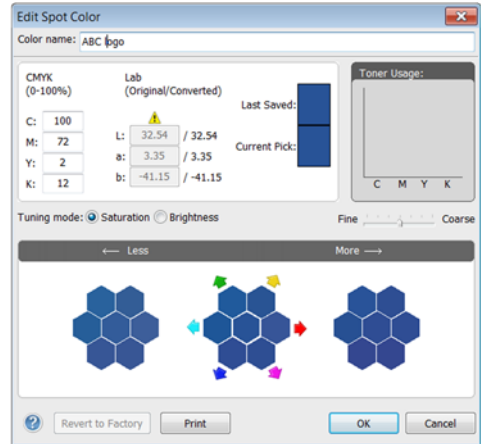 Edit Spot Color
Color name: ABC logo
CMYK
(0-100%)
Lab
(Original/Converted)
Last Saved:
Current Pick:
C: 100
M: 72
Y: 2
K: 12
L: 32.54 / 32.54
a: 3.35 / 3.35
b: -41.15 / -41.15
Toner Usage:
C M Y K
Tuning mode: Saturation Brightness
Fine Coarse
← Less
More →
? Revert to Factory Print OK Cancel